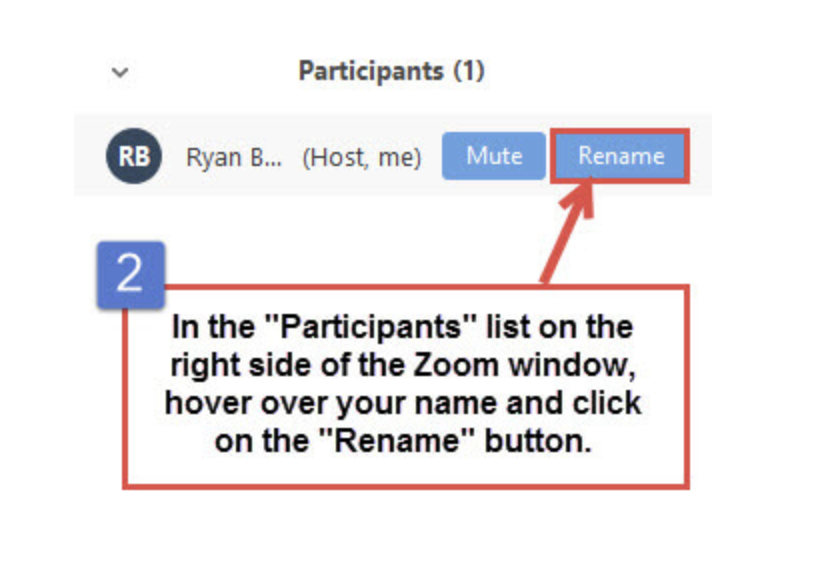 Participants (1)
RB Ryan B... (Host, me) Mute Rename
2
In the "Participants" list on the
right side of the Zoom window,
hover over your name and click
on the "Rename" button.